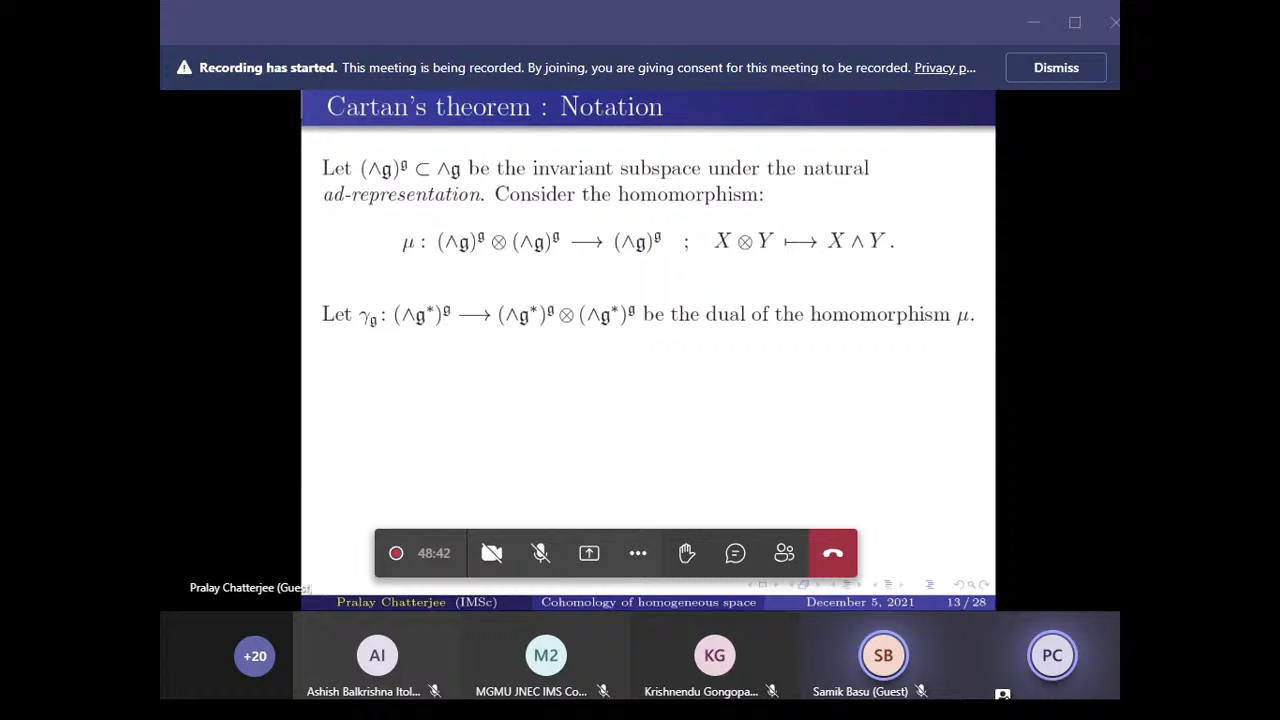 Recording has started. This meeting is being recorded. By joining, you are giving consent for this meeting to be recorded. Privacy p... Dismiss
Cartan's theorem : Notation
Let (∧𝔤)^𝔤 ⊂ ∧𝔤 be the invariant subspace under the natural
ad-representation. Consider the homomorphism:
μ : (∧𝔤)^𝔤 ⊗ (∧𝔤)^𝔤 ⟶ (∧𝔤)^𝔤 ; X ⊗ Y ⟼ X ∧ Y .
Let γ_𝔤 : (∧𝔤*)^𝔤 ⟶ (∧𝔤*)^𝔤 ⊗ (∧𝔤*)^𝔤 be the dual of the homomorphism μ.
48:42
Pralay Chatterjee (Guest)
Pralay Chatterjee (IMSc) Cohomology of homogeneous space December 5, 2021 13 / 28
+20 AI M2 KG SB PC
Ashish Balkrishna Itol... MGMU JNEC IMS Co... Krishnendu Gongopa... Samik Basu (Guest)